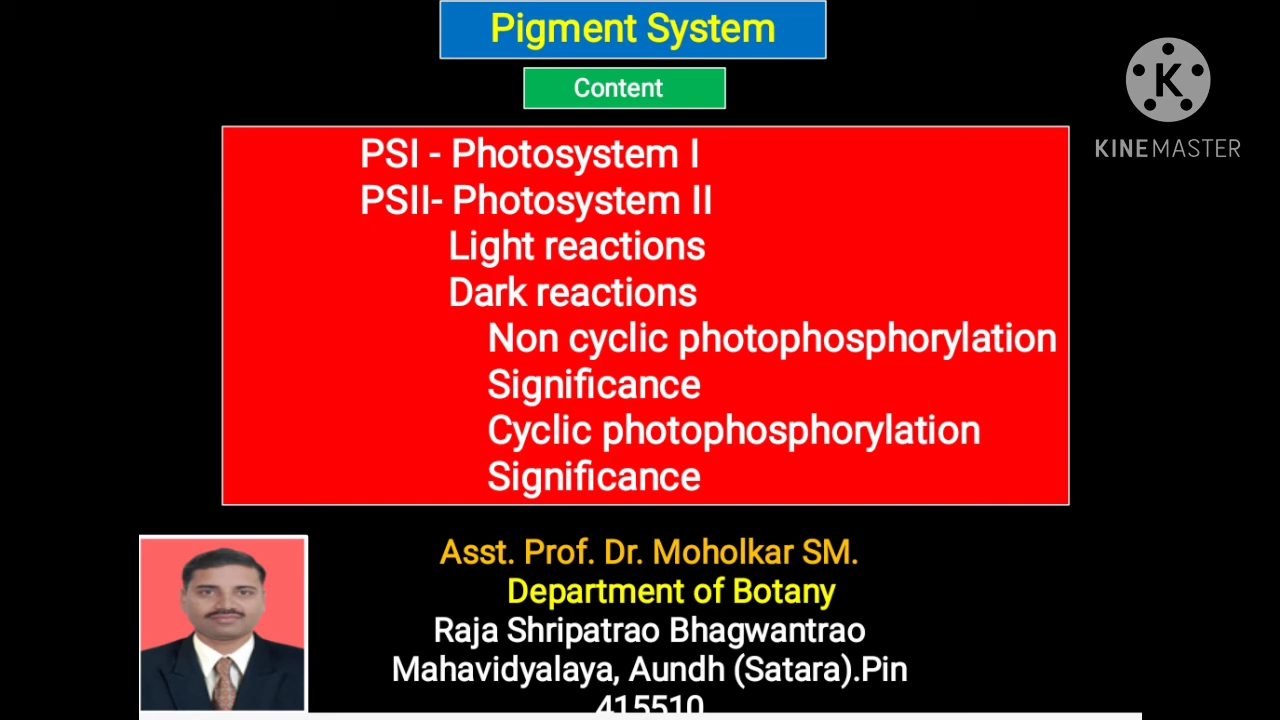 Pigment System
Content
K
KINEMASTER
PSI - Photosystem I
PSII- Photosystem II
Light reactions
Dark reactions
Non cyclic photophosphorylation
Significance
Cyclic photophosphorylation
Significance
Asst. Prof. Dr. Moholkar SM.
Department of Botany
Raja Shripatrao Bhagwantrao
Mahavidyalaya, Aundh (Satara).Pin
415510